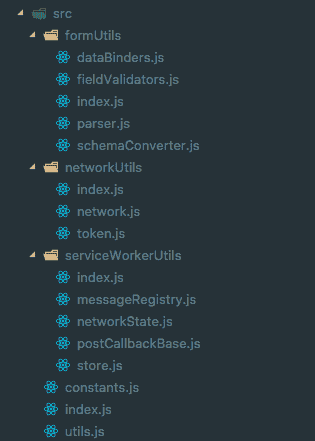 src
formUtils
dataBinders.js
fieldValidators.js
index.js
parser.js
schemaConverter.js
networkUtils
index.js
network.js
token.js
serviceWorkerUtils
index.js
messageRegistry.js
networkState.js
postCallbackBase.js
store.js
constants.js
index.js
utils.js